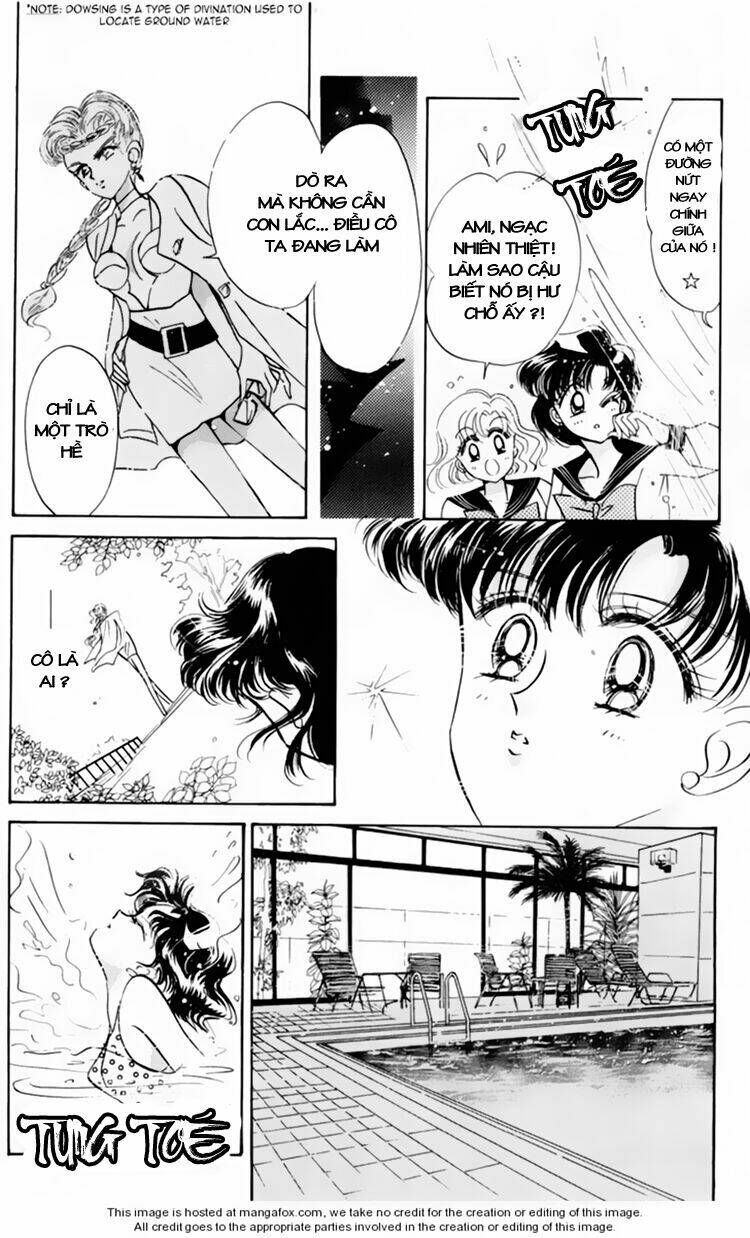 *NOTE: DOWSING IS A TYPE OF DIVINATION USED TO
LOCATE GROUND WATER
TUNG
TOÉ
CÓ MỘT
ĐƯỜNG
NÚT
NGAY
CHÍNH
GIỮA
CỦA NÓ !
AMI, NGẠC
NHIÊN THIỆT!
LÀM SAO CẬU
BIẾT NÓ BỊ HƯ
CHỖ ẤY ?!
DÒ RA
MÀ KHÔNG CẦN
CON LẮC... ĐIỀU CÔ
TA ĐANG LÀM
CHỈ LÀ
MỘT TRÒ
HỀ
CÔ LÀ
AI ?
TUNG TOÉ
This image is hosted at mangafox.com, we take no credit for the creation or editing of this image.
All credit goes to the appropriate parties involved in the creation or editing of this image.